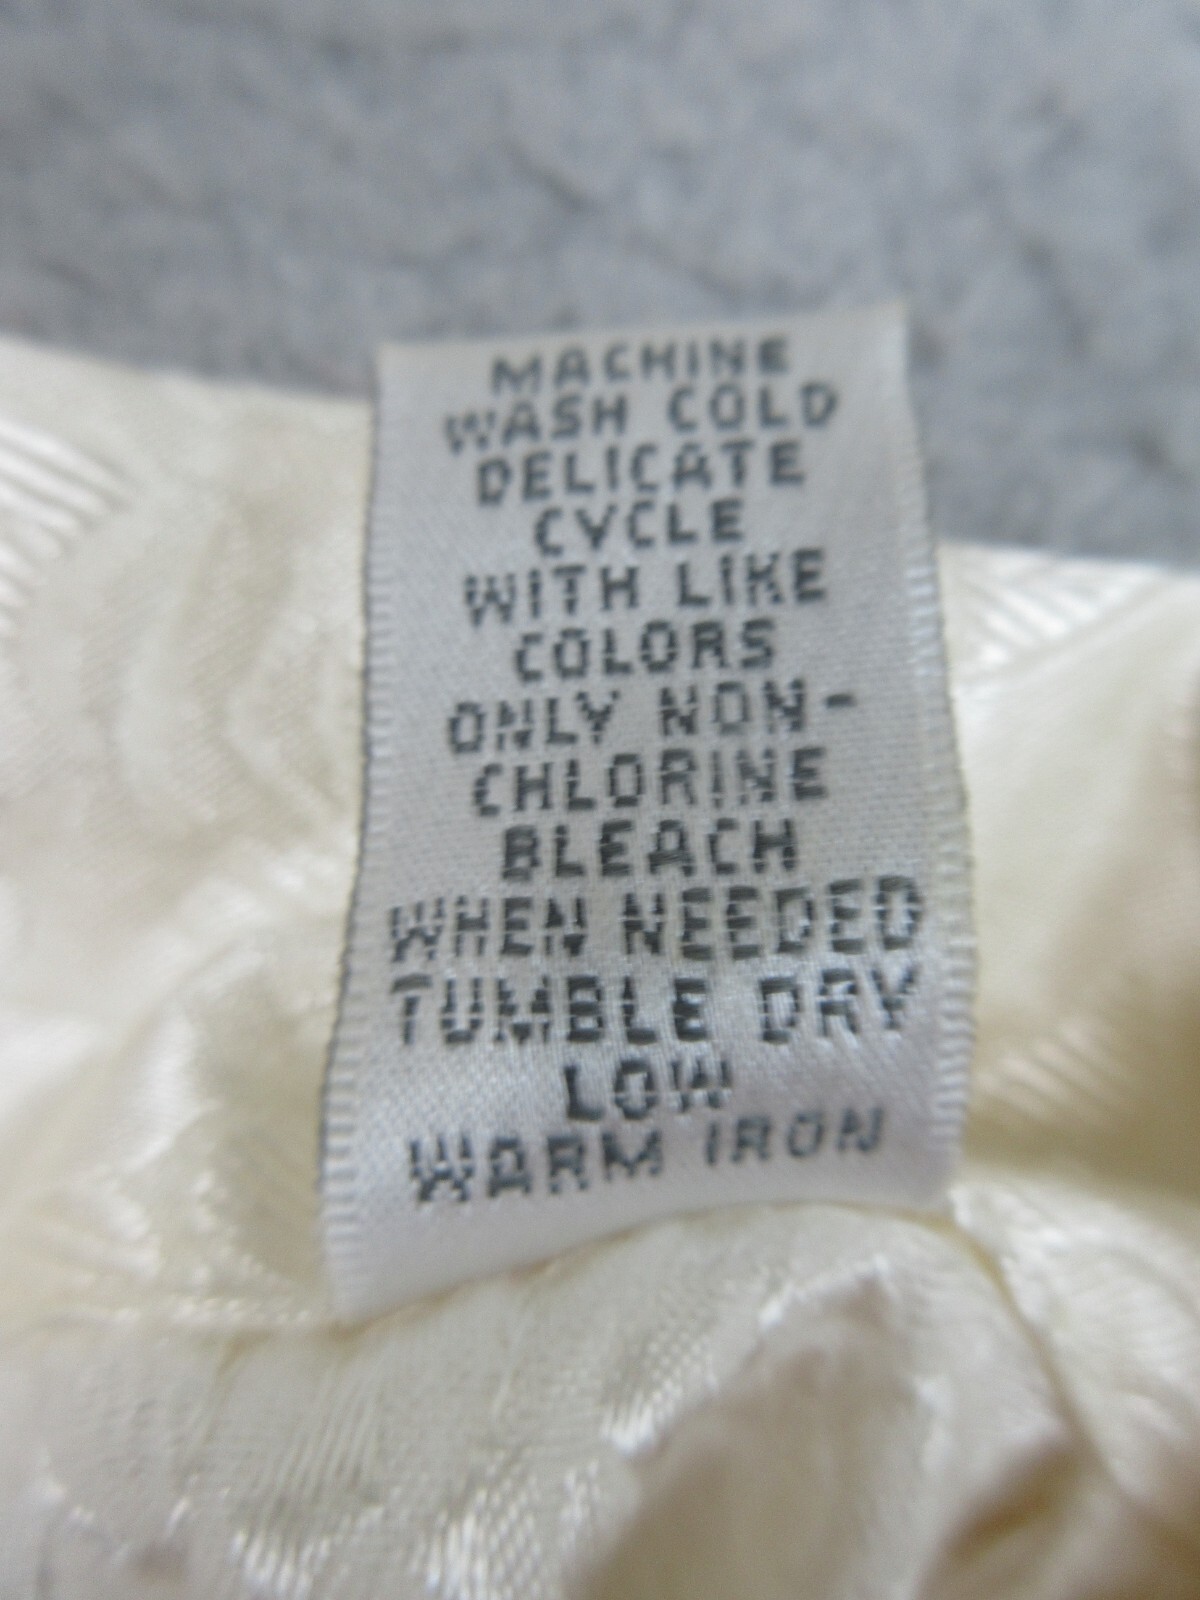 MACHINE
WASH COLD
DELICATE
CYCLE
WITH LIKE
COLORS
ONLY NON-
CHLORINE
BLEACH
WHEN NEEDED
TUMBLE DRY
LOW
WARM IRON